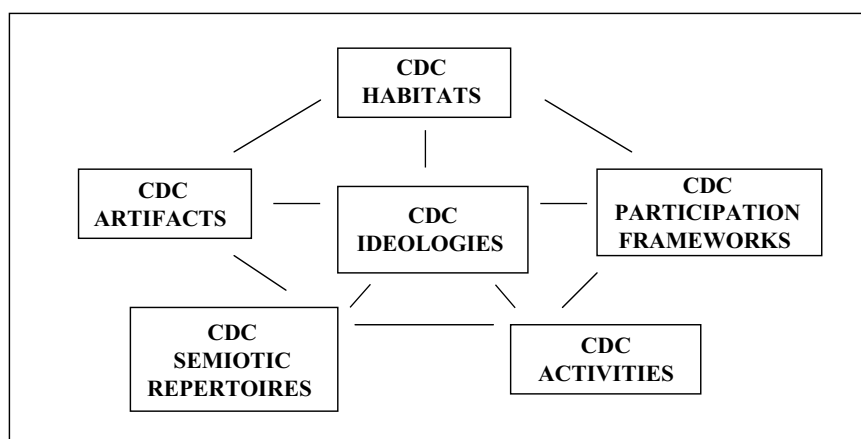 CDC
HABITATS
CDC
ARTIFACTS
CDC
IDEOLOGIES
CDC
PARTICIPATION
FRAMEWORKS
CDC
SEMIOTIC
REPERTOIRES
CDC
ACTIVITIES